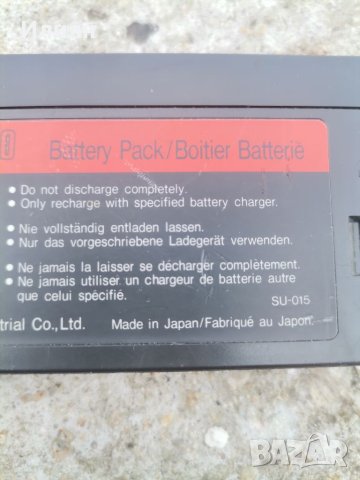 Battery Pack/Boitier Batterie
● Do not discharge completely.
● Only recharge with specified battery charger.
● Nie vollständig entladen lassen.
● Nur das vorgeschriebene Ladegerät verwenden.
● Ne jamais la laisser se décharger complètement.
● Ne jamais utiliser un chargeur de batterie autre
que celui spécifié.
SU-015
trial Co., Ltd. Made in Japan/Fabriqué au Japon.
BAZAR